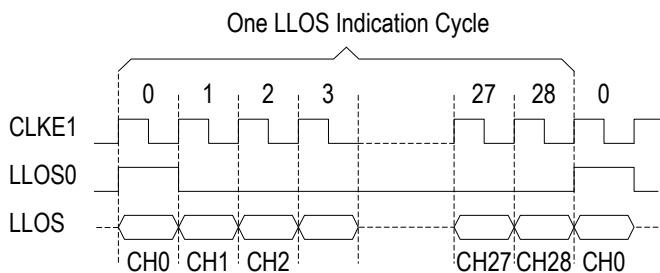 One LLOS Indication Cycle
0 1 2 3 27 28 0
CLKE1
LLOS0
LLOS
CH0 CH1 CH2 CH27 CH28 CH0